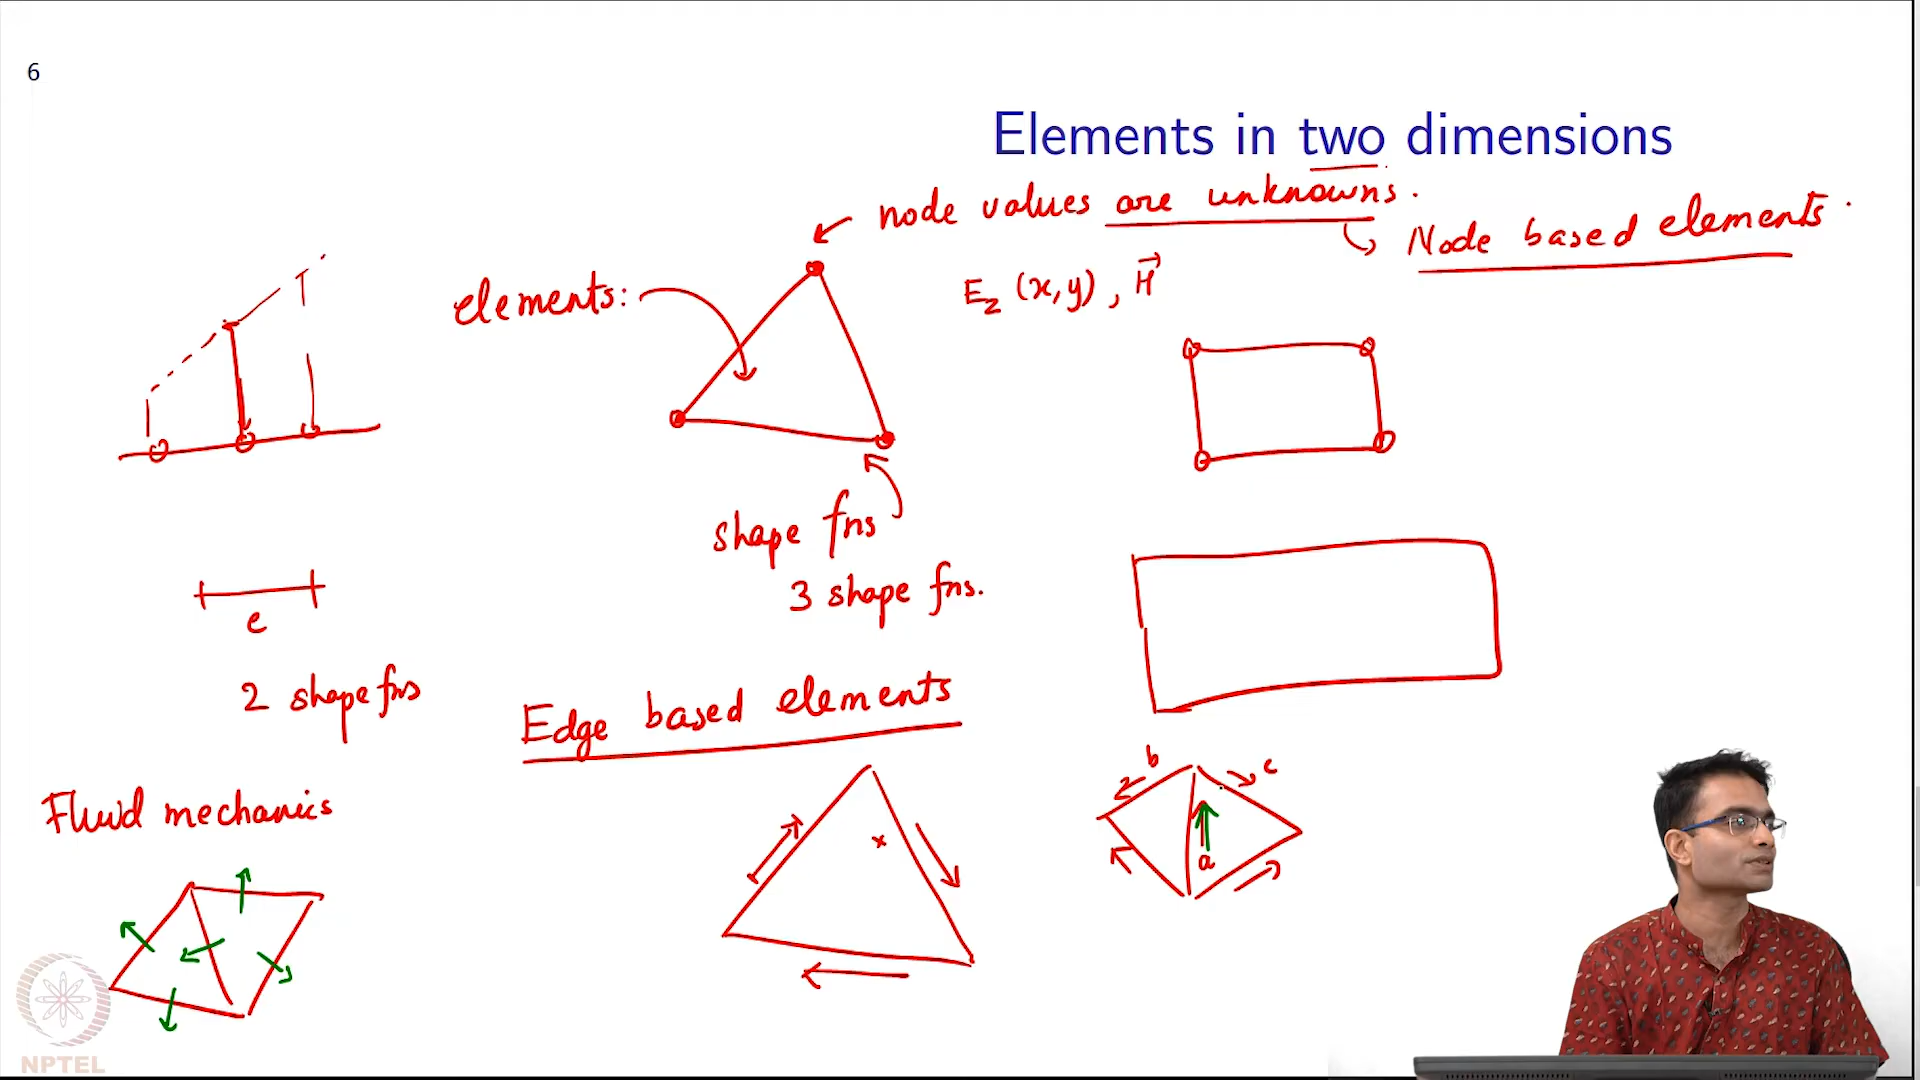 6
Elements in two dimensions
node values are unknowns.
Node based elements.
elements:
E_z (x,y), H⃗
shape fns
3 shape fns.
e
2 shape fns
Edge based elements
Fluid mechanics
x
b
c
a
NPTEL